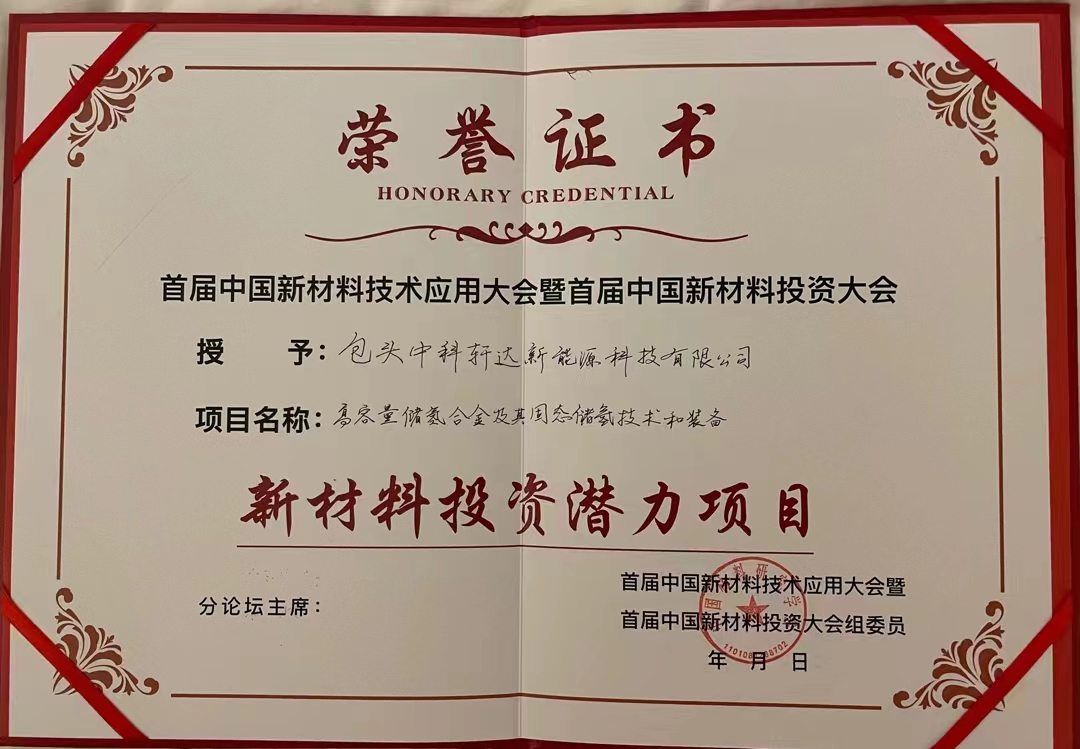 荣誉证书
HONORARY CREDENTIAL
首届中国新材料技术应用大会暨首届中国新材料投资大会
授 予：包头中科轩达新能源科技有限公司
项目名称：高容量储氢合金及其固态储氢技术和装备
新材料投资潜力项目
分论坛主席：
首届中国新材料技术应用大会暨
首届中国新材料投资大会组委员
年 月 日